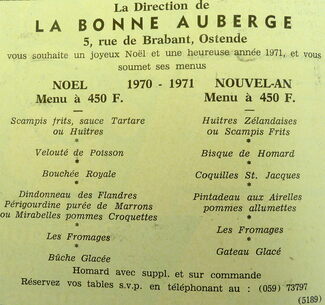 La Direction de
LA BONNE AUBERGE
5, rue de Brabant, Ostende
vous souhaite un joyeux Noël et une heureuse année 1971, et vous
soumet ses menus
NOEL 1970 - 1971 NOUVEL-AN
Menu à 450 F. Menu à 450 F.
Scampis frits, sauce Tartare
ou Huîtres
*
Velouté de Poisson
*
Bouchée Royale
*
Dindonneau des Flandres
Périgourdine purée de Marrons
ou Mirabelles pommes Croquettes
*
Les Fromages
*
Bûche Glacée
Huîtres Zélandaises
ou Scampis Frits
*
Bisque de Homard
*
Coquilles St. Jacques
*
Pintadeau aux Airelles
pommes allumettes
*
Les Fromages
*
Gateau Glacé
Homard avec suppl. et sur commande
Réservez vos tables s.v.p. en téléphonant au : (059) 73797
(5189)